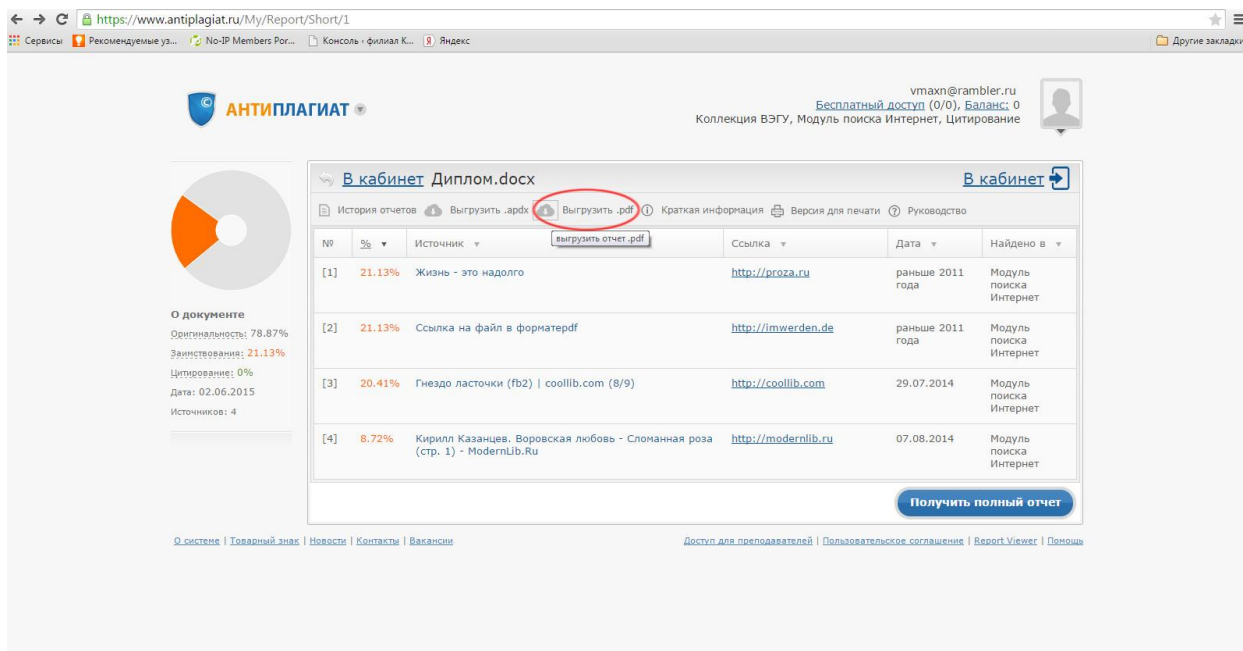 https://www.antiplagiat.ru/My/Report/Short/1
Сервисы Рекомендуемые уз... No-IP Members Por... Консоль ‹ филиал К... Яндекс Другие закладки
vmaxn@rambler.ru
Бесплатный доступ (0/0), Баланс: 0
Коллекция ВЭГУ, Модуль поиска Интернет, Цитирование
АНТИПЛАГИАТ
В кабинет Диплом.docx В кабинет
История отчетов Выгрузить .apdx Выгрузить .pdf Краткая информация Версия для печати Руководство
выгрузить отчет .pdf
№ % Источник Ссылка Дата Найдено в
[1] 21.13% Жизнь - это надолго http://proza.ru раньше 2011
года
Модуль
поиска
Интернет
[2] 21.13% Ссылка на файл в форматеpdf http://imwerden.de раньше 2011
года
Модуль
поиска
Интернет
[3] 20.41% Гнездо ласточки (fb2) | coollib.com (8/9) http://coollib.com 29.07.2014 Модуль
поиска
Интернет
[4] 8.72% Кирилл Казанцев. Воровская любовь - Сломанная роза
(стр. 1) - ModernLib.Ru
http://modernlib.ru 07.08.2014 Модуль
поиска
Интернет
О документе
Оригинальность: 78.87%
Заимствования: 21.13%
Цитирование: 0%
Дата: 02.06.2015
Источников: 4
Получить полный отчет
О системе | Товарный знак | Новости | Контакты | Вакансии
Доступ для преподавателей | Пользовательское соглашение | Report Viewer | Помощь